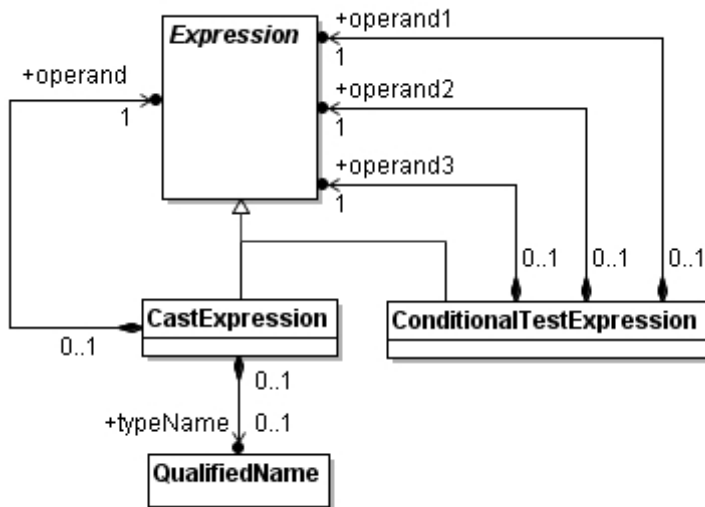 Expression
+operand1
1
+operand
1
+operand2
1
+operand3
1
0..1
0..1
0..1
CastExpression
ConditionalTestExpression
0..1
0..1
+typeName
0..1
QualifiedName